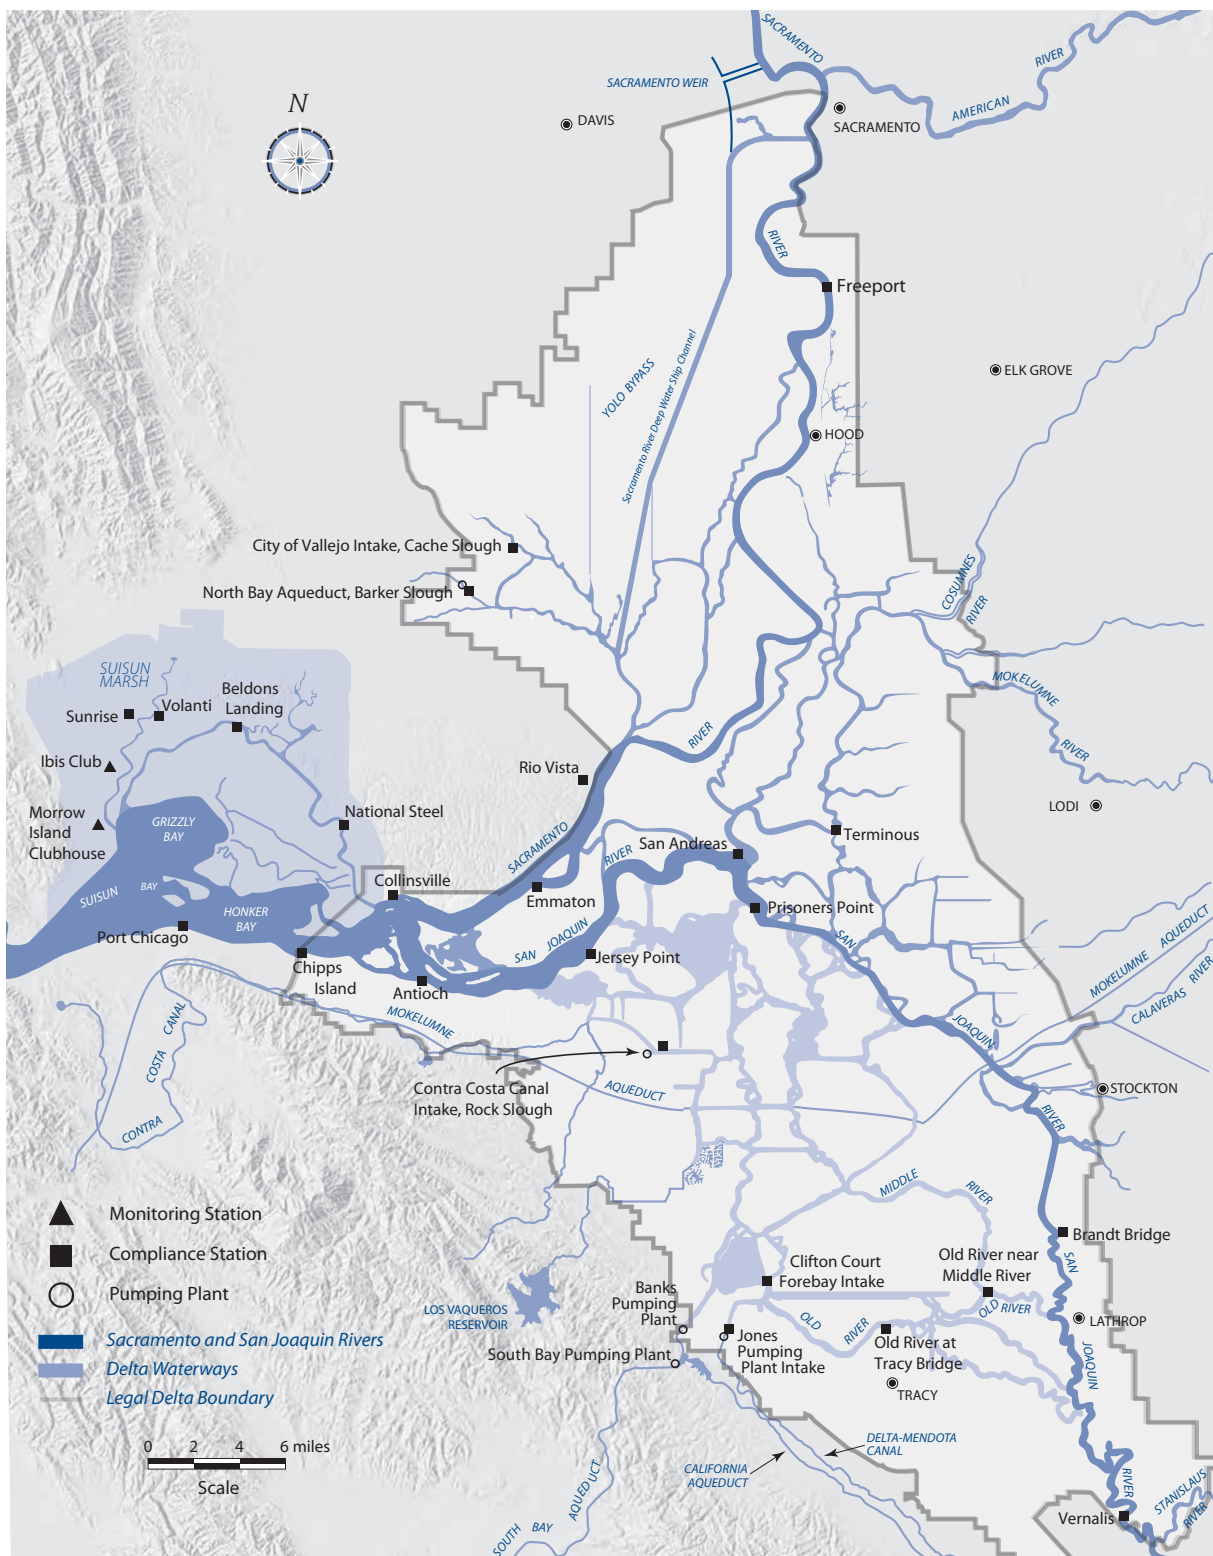 SACRAMENTO
RIVER
AMERICAN
SACRAMENTO WEIR
N
DAVIS
SACRAMENTO
RIVER
Freeport
ELK GROVE
YOLO BYPASS
Sacramento River Deep Water Ship Channel
HOOD
City of Vallejo Intake, Cache Slough
North Bay Aqueduct, Barker Slough
COSUMNES
RIVER
SUISUN
MARSH
Beldons
Landing
Volanti
Sunrise
MOKELUMNE
RIVER
RIVER
Ibis Club
Rio Vista
LODI
Morrow
Island
Clubhouse
GRIZZLY
BAY
National Steel
SACRAMENTO
RIVER
San Andreas
Terminous
Collinsville
SUISUN
BAY
HONKER
BAY
Emmaton
Prisoners Point
Port Chicago
SAN
JOAQUIN
SAN
Jersey Point
Chipps
Island
Antioch
MOKELUMNE
AQUEDUCT
CALAVERAS
RIVER
COSTA
CANAL
CONTRA
MOKELUMNE
AQUEDUCT
JOAQUIN
Contra Costa Canal
Intake, Rock Slough
STOCKTON
RIVER
MIDDLE
RIVER
Monitoring Station
Compliance Station
Pumping Plant
Sacramento and San Joaquin Rivers
Delta Waterways
Legal Delta Boundary
0 2 4 6 miles
Scale
Brandt Bridge
SAN
Clifton Court
Forebay Intake
Old River near
Middle River
Banks
Pumping
Plant
LOS VAQUEROS
RESERVOIR
OLD RIVER
OLD
RIVER
LATHROP
Jones
Pumping
Plant Intake
Old River at
Tracy Bridge
South Bay Pumping Plant
JOAQUIN
TRACY
DELTA-MENDOTA
CANAL
CALIFORNIA
AQUEDUCT
RIVER
STANISLAUS
RIVER
Vernalis
SOUTH
BAY
AQUEDUCT